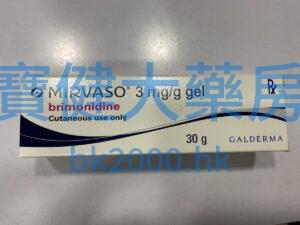 MIRVASO® 3 mg/g gel
Rx
brimonidine
Cutaneous use only
30 g
GALDERMA
寶健大藥房
bk2000.hk